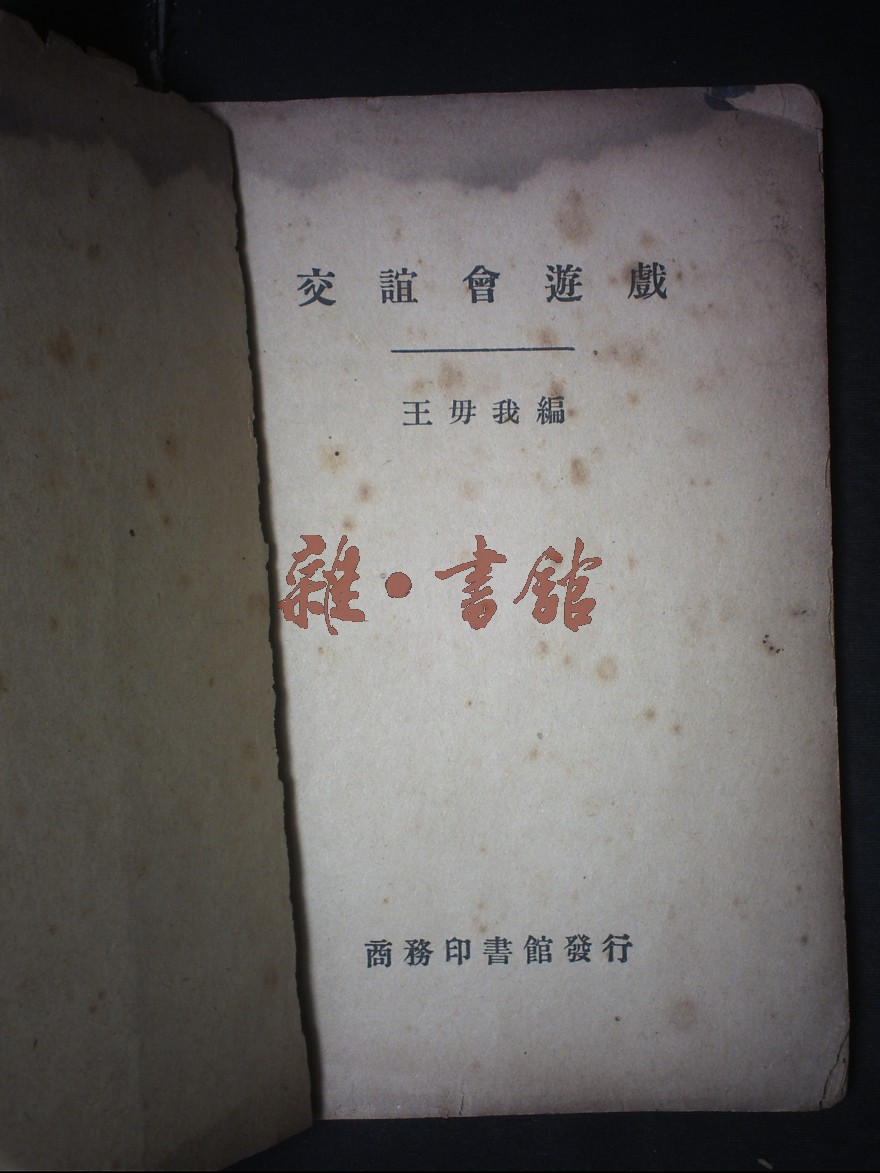 交誼會遊戲
王毋我編
雜·書館
商務印書館發行